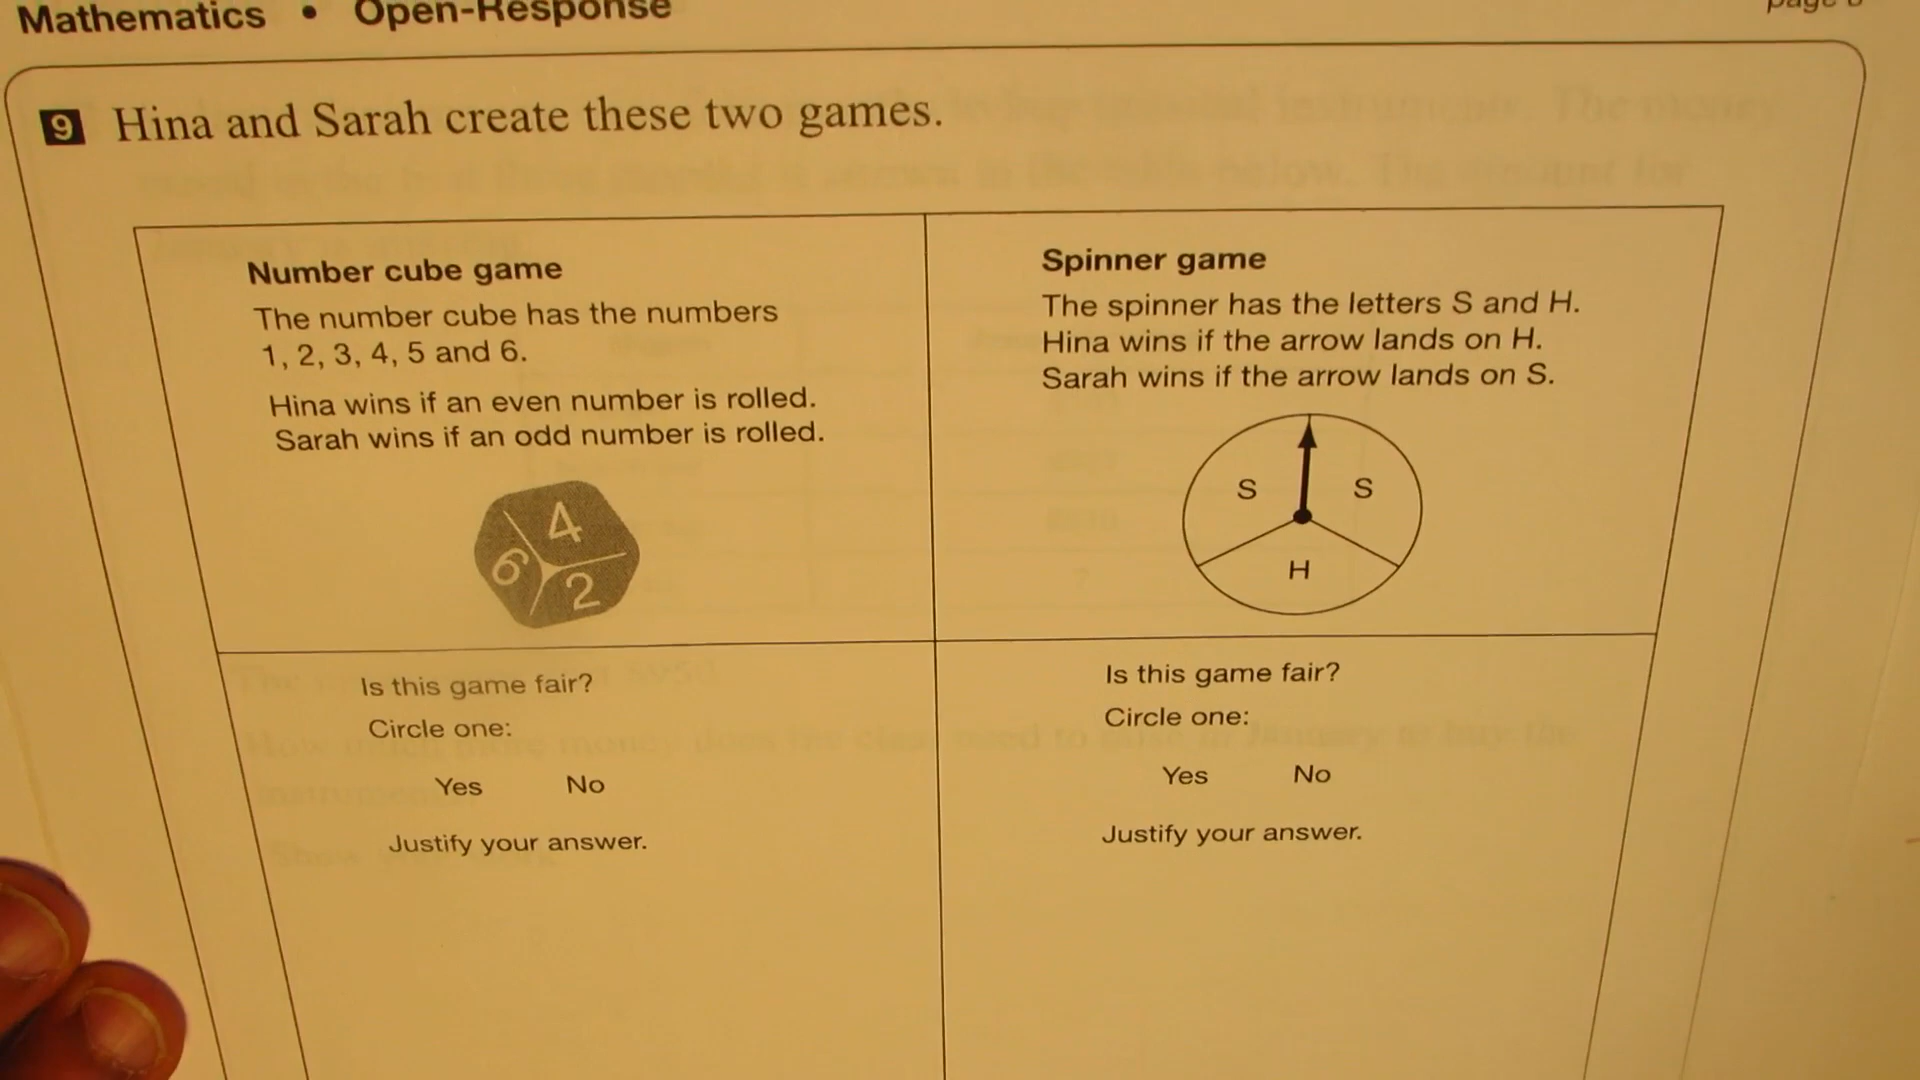 Mathematics • Open-Response
page
9 Hina and Sarah create these two games.
Number cube game
The number cube has the numbers
1, 2, 3, 4, 5 and 6.
Hina wins if an even number is rolled.
Sarah wins if an odd number is rolled.
4
6
2
Is this game fair?
Circle one:
Yes No
Justify your answer.
Spinner game
The spinner has the letters S and H.
Hina wins if the arrow lands on H.
Sarah wins if the arrow lands on S.
S S
H
Is this game fair?
Circle one:
Yes No
Justify your answer.